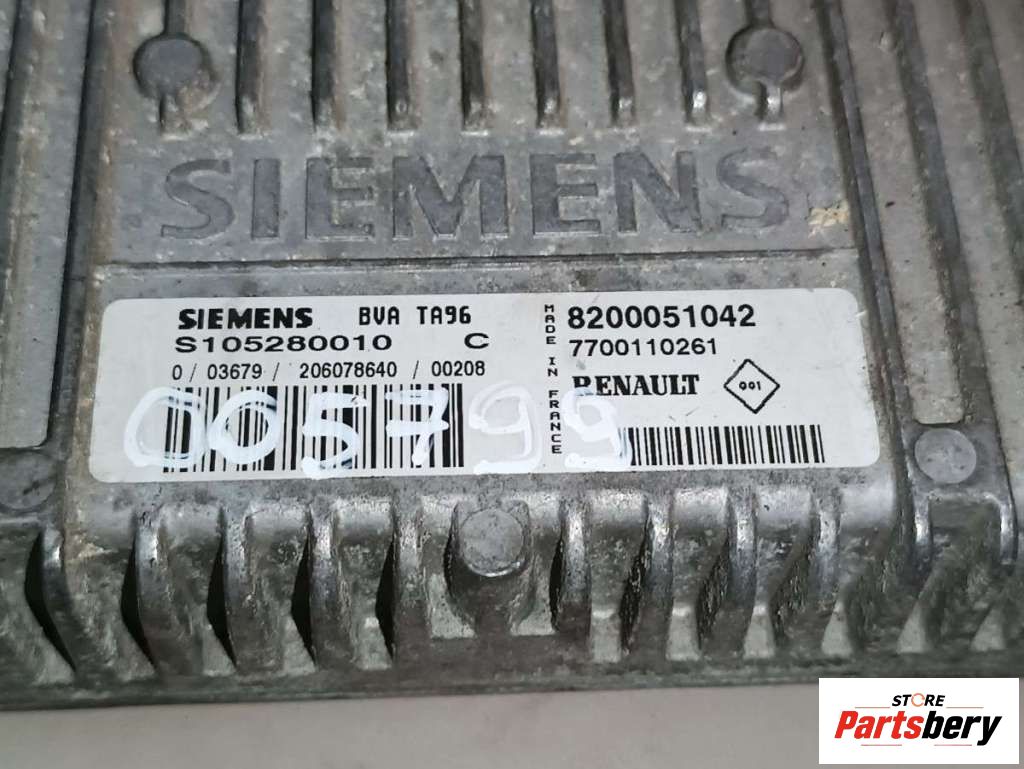 SIEMENS
SIEMENS BVA TA96
S105280010 C
0 / 03679 / 206078640 / 00208
MADE IN FRANCE
8200051042
7700110261
RENAULT 001
005799
STORE
Partsbery